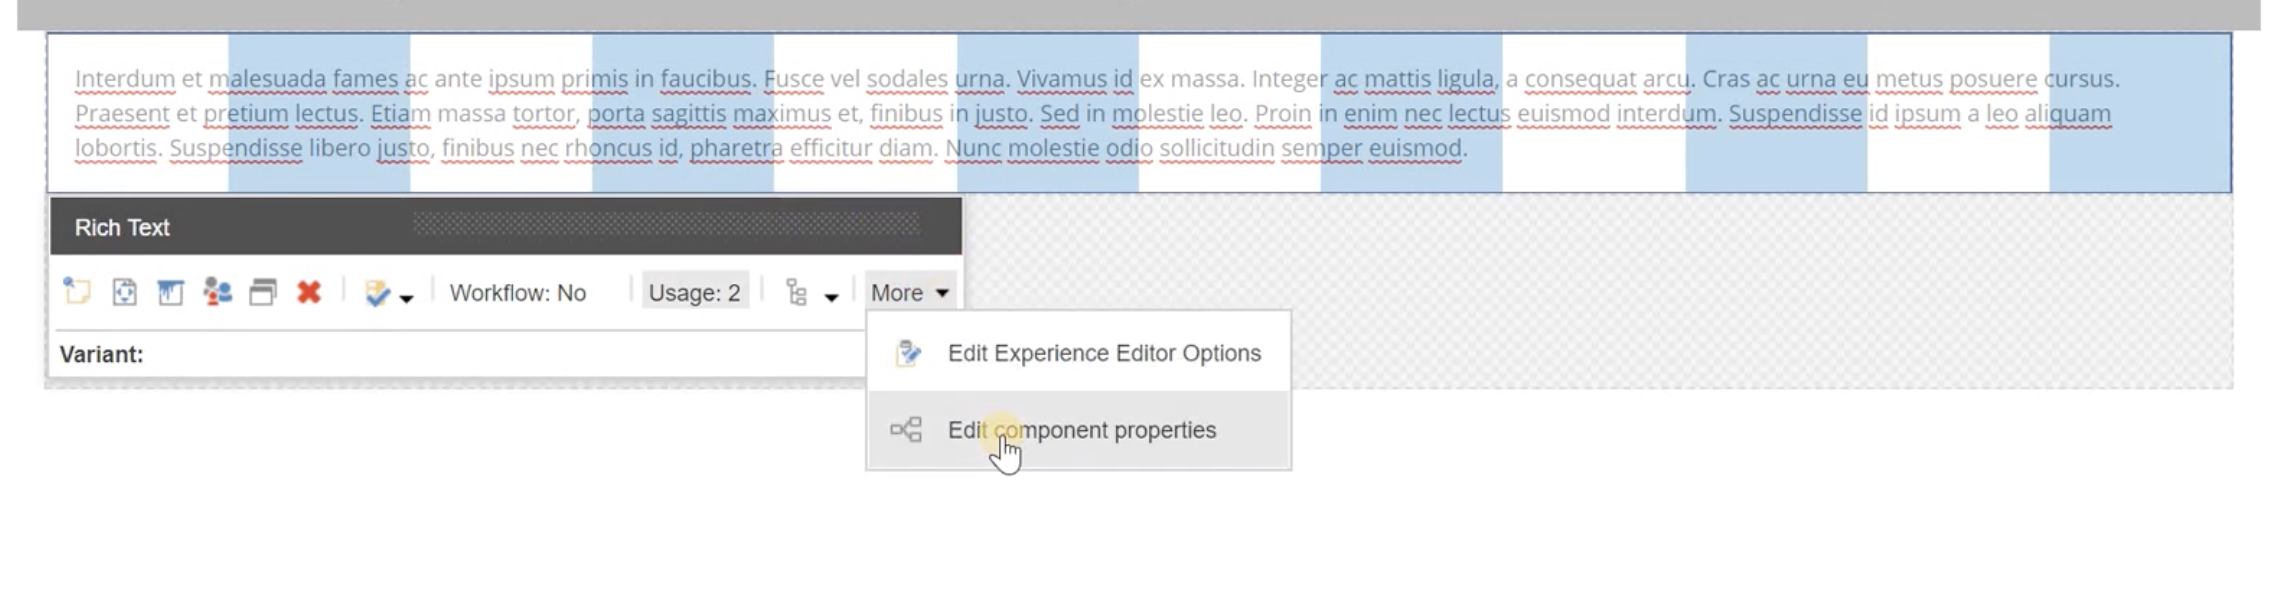 Interdum et malesuada fames ac ante ipsum primis in faucibus. Fusce vel sodales urna. Vivamus id ex massa. Integer ac mattis ligula, a consequat arcu. Cras ac urna eu metus posuere cursus.
Praesent et pretium lectus. Etiam massa tortor, porta sagittis maximus et, finibus in justo. Sed in molestie leo. Proin in enim nec lectus euismod interdum. Suspendisse id ipsum a leo aliquam
lobortis. Suspendisse libero justo, finibus nec rhoncus id, pharetra efficitur diam. Nunc molestie odio sollicitudin semper euismod.
Rich Text
Workflow: No Usage: 2 More
Variant:
Edit Experience Editor Options
Edit component properties